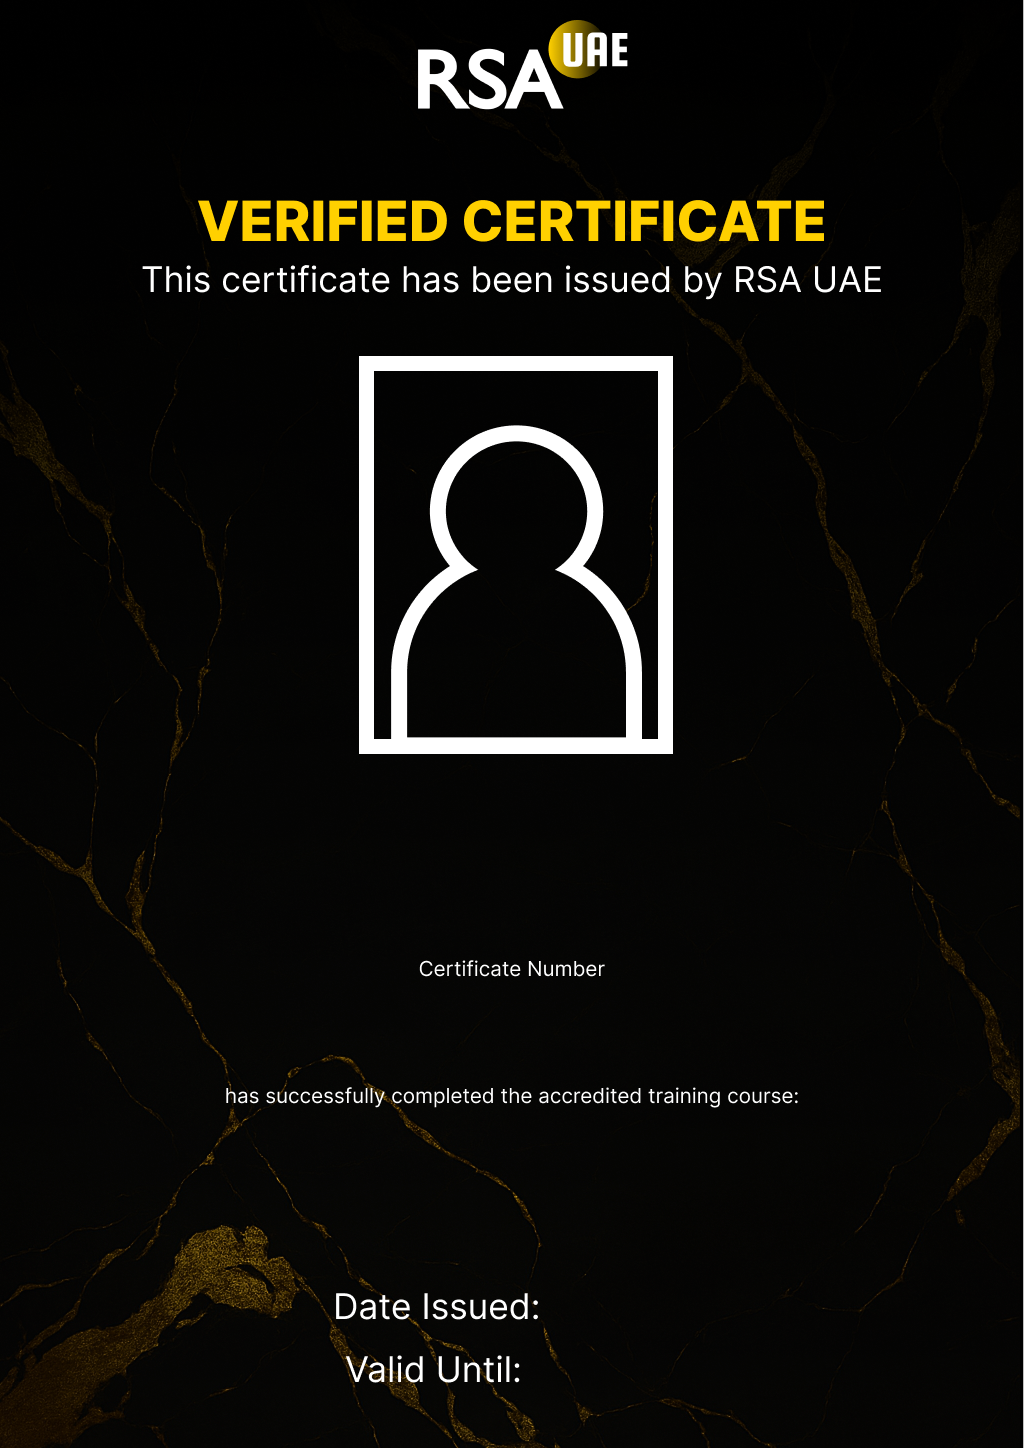 RSA UAE
VERIFIED CERTIFICATE
This certificate has been issued by RSA UAE
Certificate Number
has successfully completed the accredited training course:
Date Issued:
Valid Until: